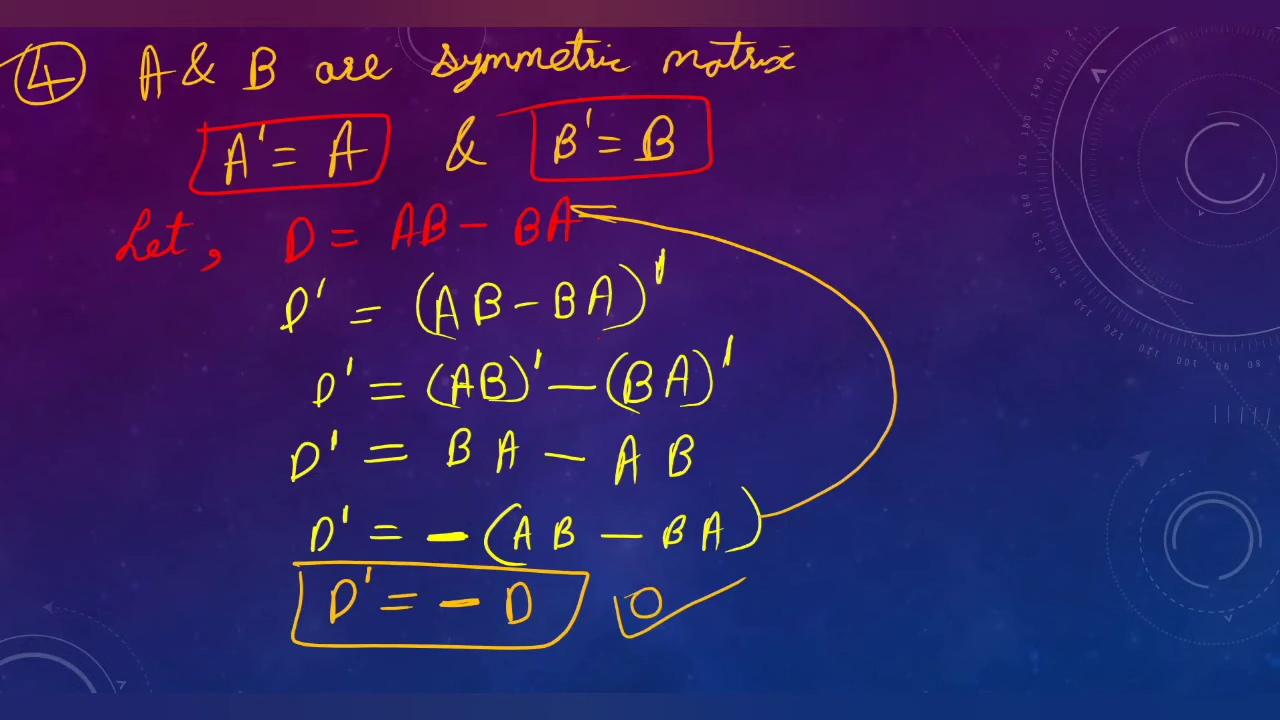 ④ A & B are symmetric matrix
A' = A & B' = B
Let, D = AB - BA
D' = (AB - BA)'
D' = (AB)' - (BA)'
D' = BA - AB
D' = -(AB - BA)
D' = - D